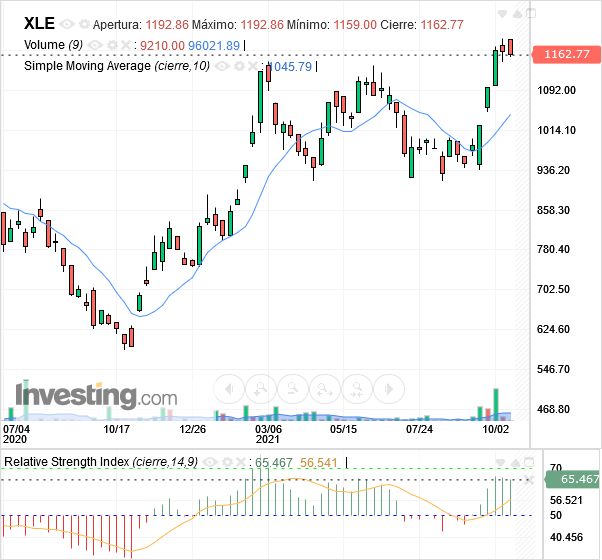 XLE Apertura: 1192.86 Máximo: 1192.86 Mínimo: 1159.00 Cierre: 1162.77
Volume (9) : 9210.00 96021.89
Simple Moving Average (cierre,10) : 1045.79
1162.77
1092.00
1014.10
936.20
858.30
780.40
702.50
624.60
546.70
468.80
Investing.com
07/04 10/17 12/26 03/06 05/15 07/24 10/02
2020 2021
Relative Strength Index (cierre,14,9) : 65.467 56.541
70
65.467
56.521
50
40.456